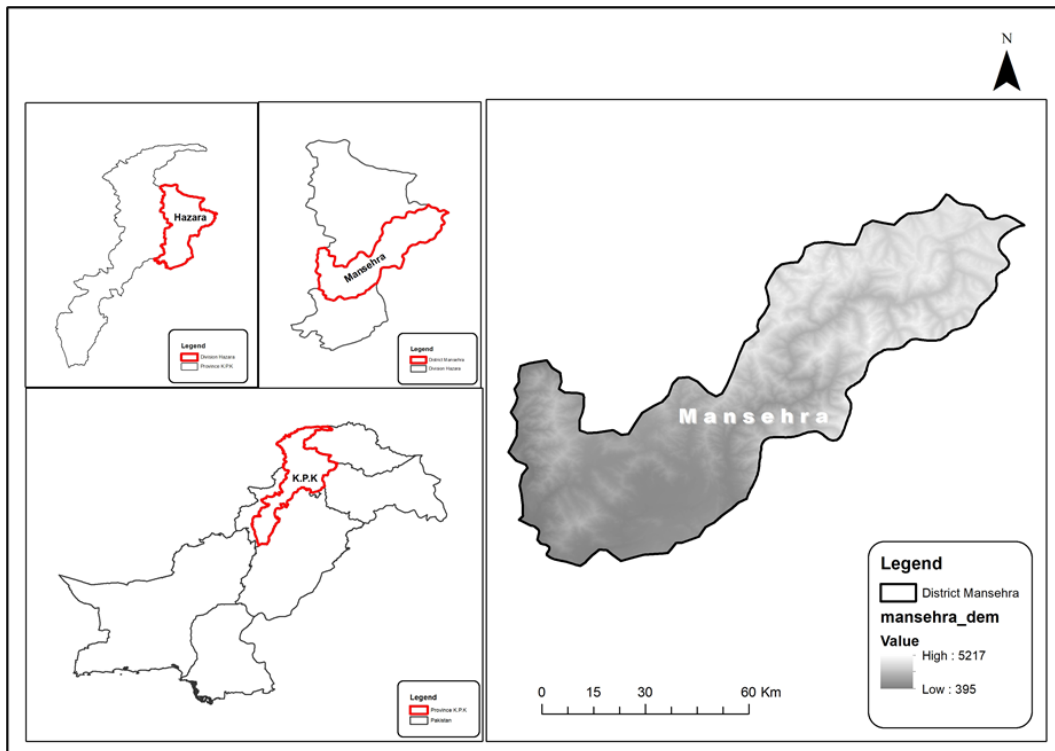 N
Hazara
Legend
Division Hazara
Province K.P.K
Mansehra
Legend
District Mansehra
Division Hazara
K.P.K
Legend
Province K.P.K
Pakistan
Mansehra
Legend
District Mansehra
mansehra_dem
Value
High : 5217
Low : 395
0 15 30 60 Km